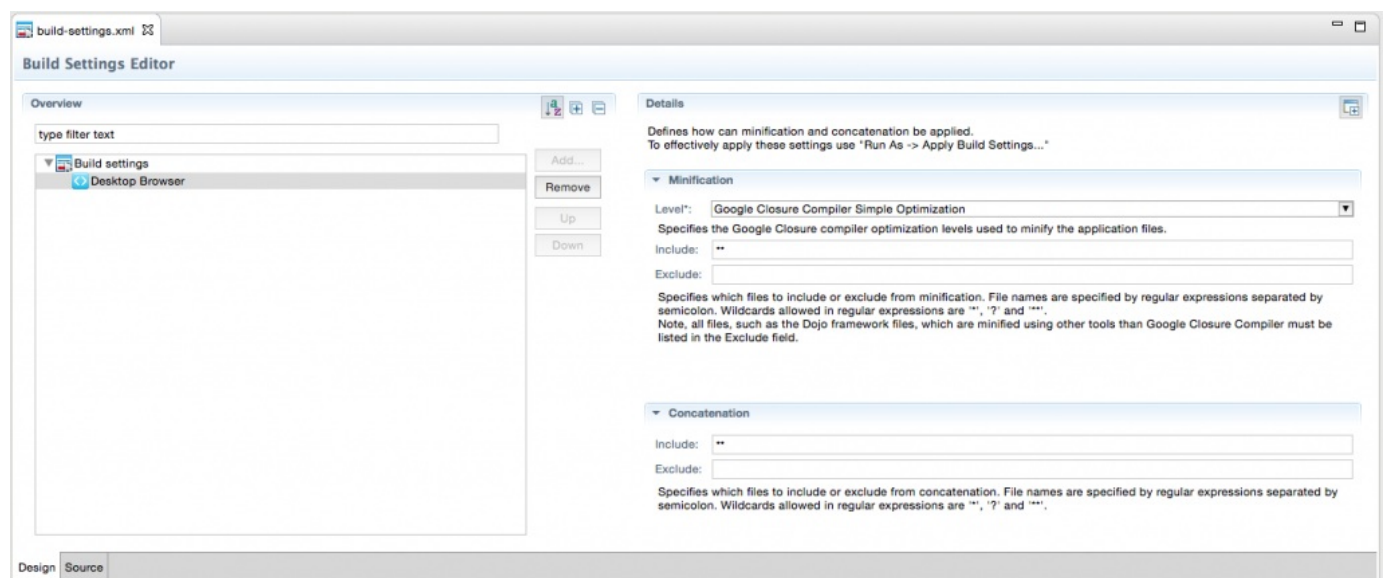 build-settings.xml
Build Settings Editor
Overview
type filter text
Build settings
Desktop Browser
Add...
Remove
Up
Down
Details
Defines how can minification and concatenation be applied.
To effectively apply these settings use "Run As -> Apply Build Settings..."
Minification
Level*: Google Closure Compiler Simple Optimization
Specifies the Google Closure compiler optimization levels used to minify the application files.
Include: **
Exclude:
Specifies which files to include or exclude from minification. File names are specified by regular expressions separated by
semicolon. Wildcards allowed in regular expressions are '*', '?' and '**'.
Note, all files, such as the Dojo framework files, which are minified using other tools than Google Closure Compiler must be
listed in the Exclude field.
Concatenation
Include: **
Exclude:
Specifies which files to include or exclude from concatenation. File names are specified by regular expressions separated by
semicolon. Wildcards allowed in regular expressions are '*', '?' and '**'.
Design Source